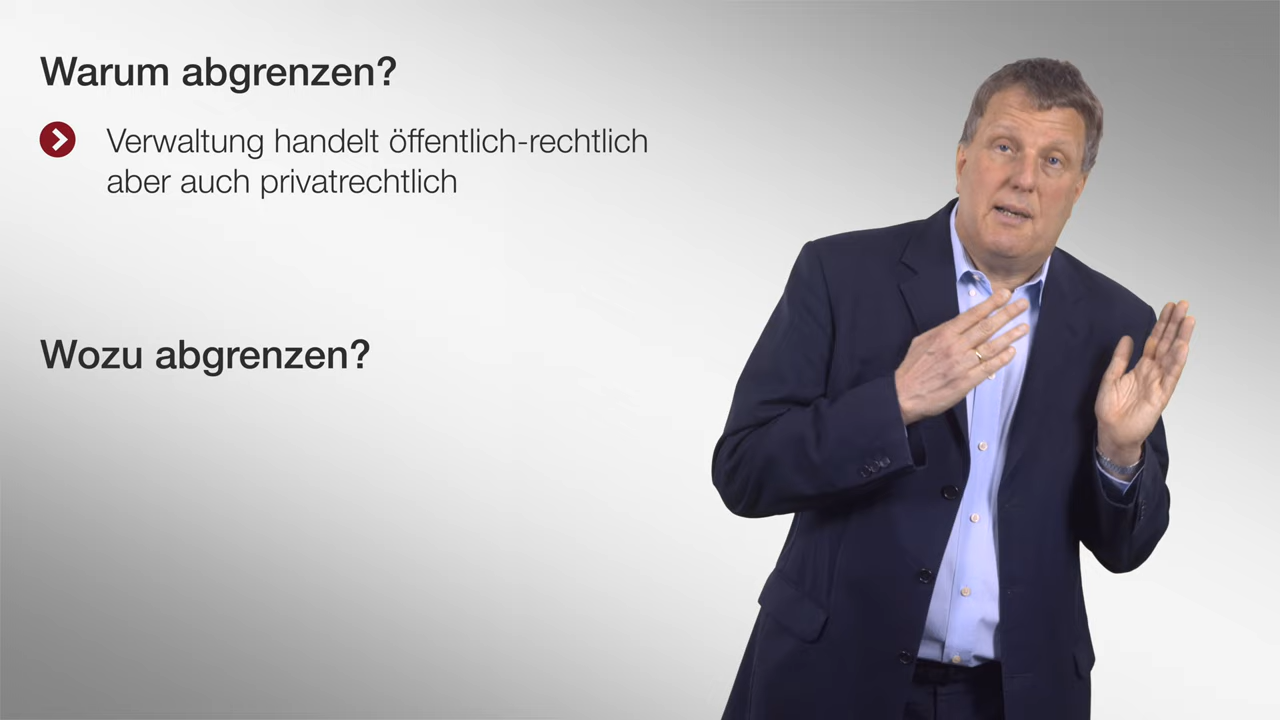 Warum abgrenzen?
Verwaltung handelt öffentlich-rechtlich
aber auch privatrechtlich
Wozu abgrenzen?